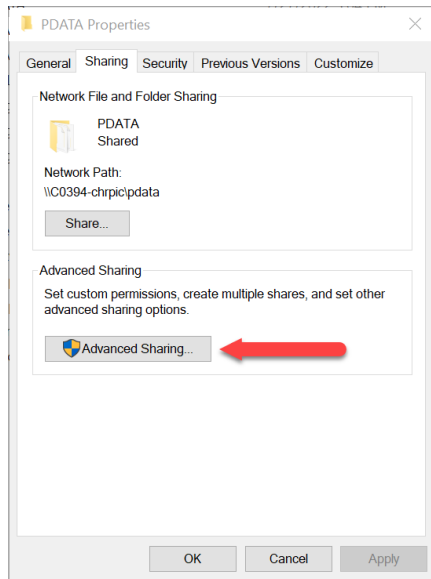 PDATA Properties
General Sharing Security Previous Versions Customize
Network File and Folder Sharing
PDATA
Shared
Network Path:
\\C0394-chrpic\pdata
Share...
Advanced Sharing
Set custom permissions, create multiple shares, and set other
advanced sharing options.
Advanced Sharing...
OK Cancel Apply